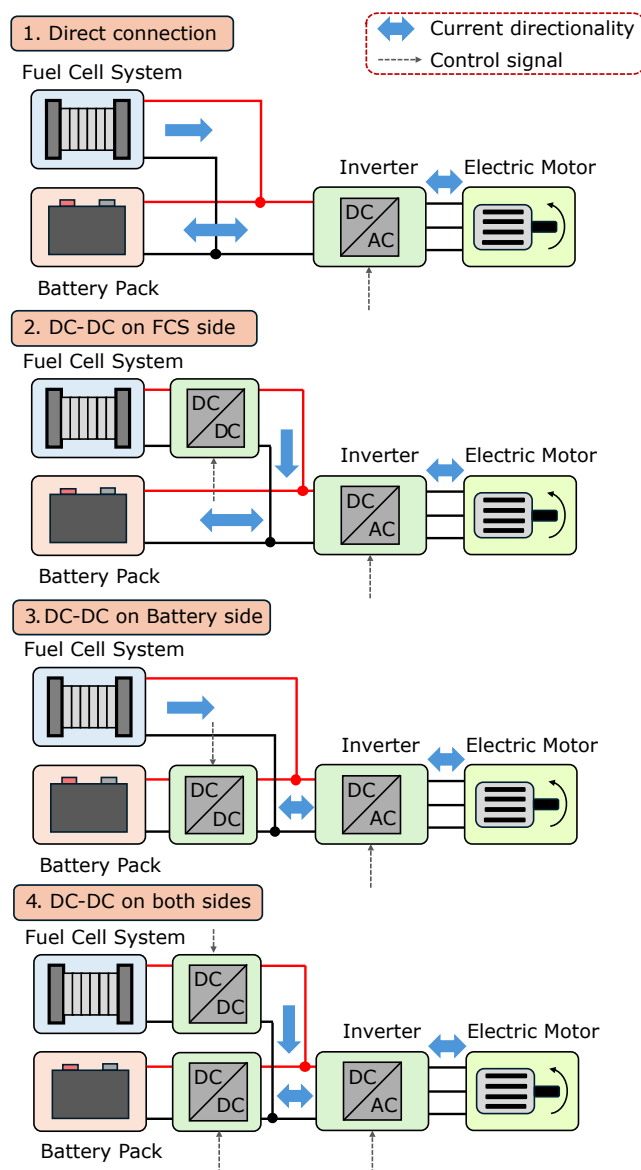 1. Direct connection
Current directionality
Control signal
Fuel Cell System
Inverter
Electric Motor
DC
AC
Battery Pack
2. DC-DC on FCS side
Fuel Cell System
DC
DC
Inverter
Electric Motor
DC
AC
Battery Pack
3. DC-DC on Battery side
Fuel Cell System
Inverter
Electric Motor
DC
DC
DC
AC
Battery Pack
4. DC-DC on both sides
Fuel Cell System
DC
DC
Inverter
Electric Motor
DC
DC
DC
AC
Battery Pack